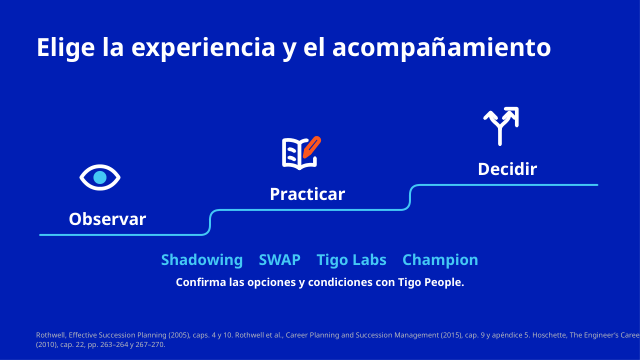 Elige la experiencia y el acompañamiento
Decidir
Practicar
Observar
Shadowing SWAP Tigo Labs Champion
Confirma las opciones y condiciones con Tigo People.
Rothwell, Effective Succession Planning (2005), caps. 4 y 10. Rothwell et al., Career Planning and Succession Management (2015), cap. 9 y apéndice 5. Hoschette, The Engineer's Caree
(2010), cap. 22, pp. 263–264 y 267–270.